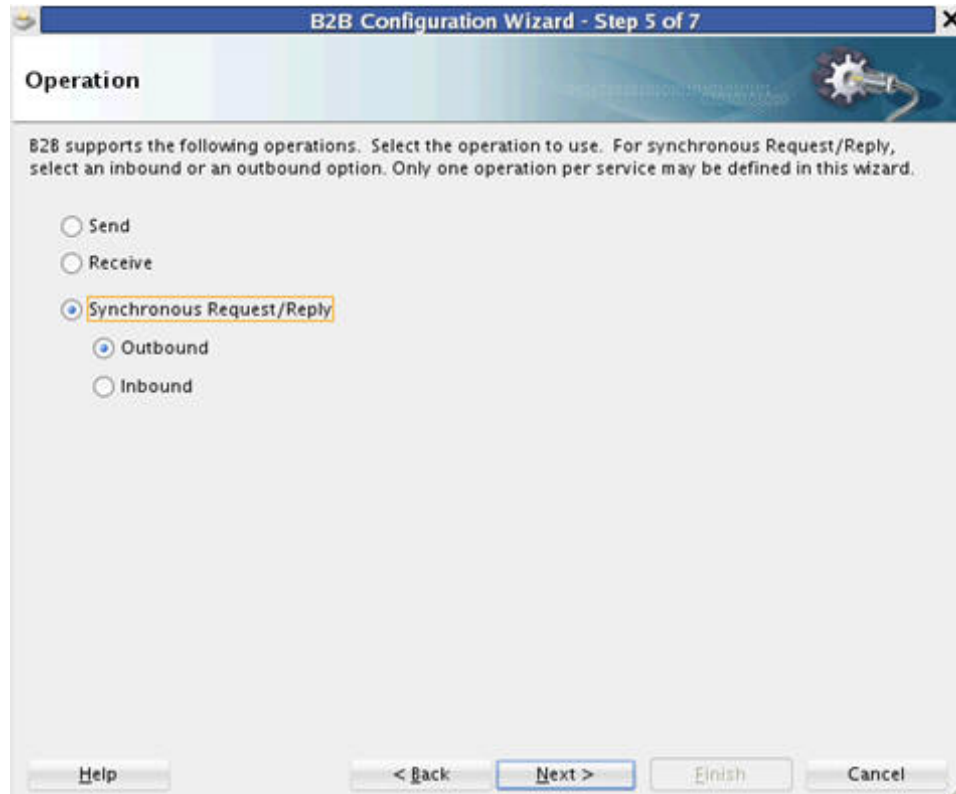 B2B Configuration Wizard - Step 5 of 7
Operation
B2B supports the following operations. Select the operation to use. For synchronous Request/Reply,
select an inbound or an outbound option. Only one operation per service may be defined in this wizard.
Send
Receive
Synchronous Request/Reply
Outbound
Inbound
Help
< Back
Next >
Finish
Cancel